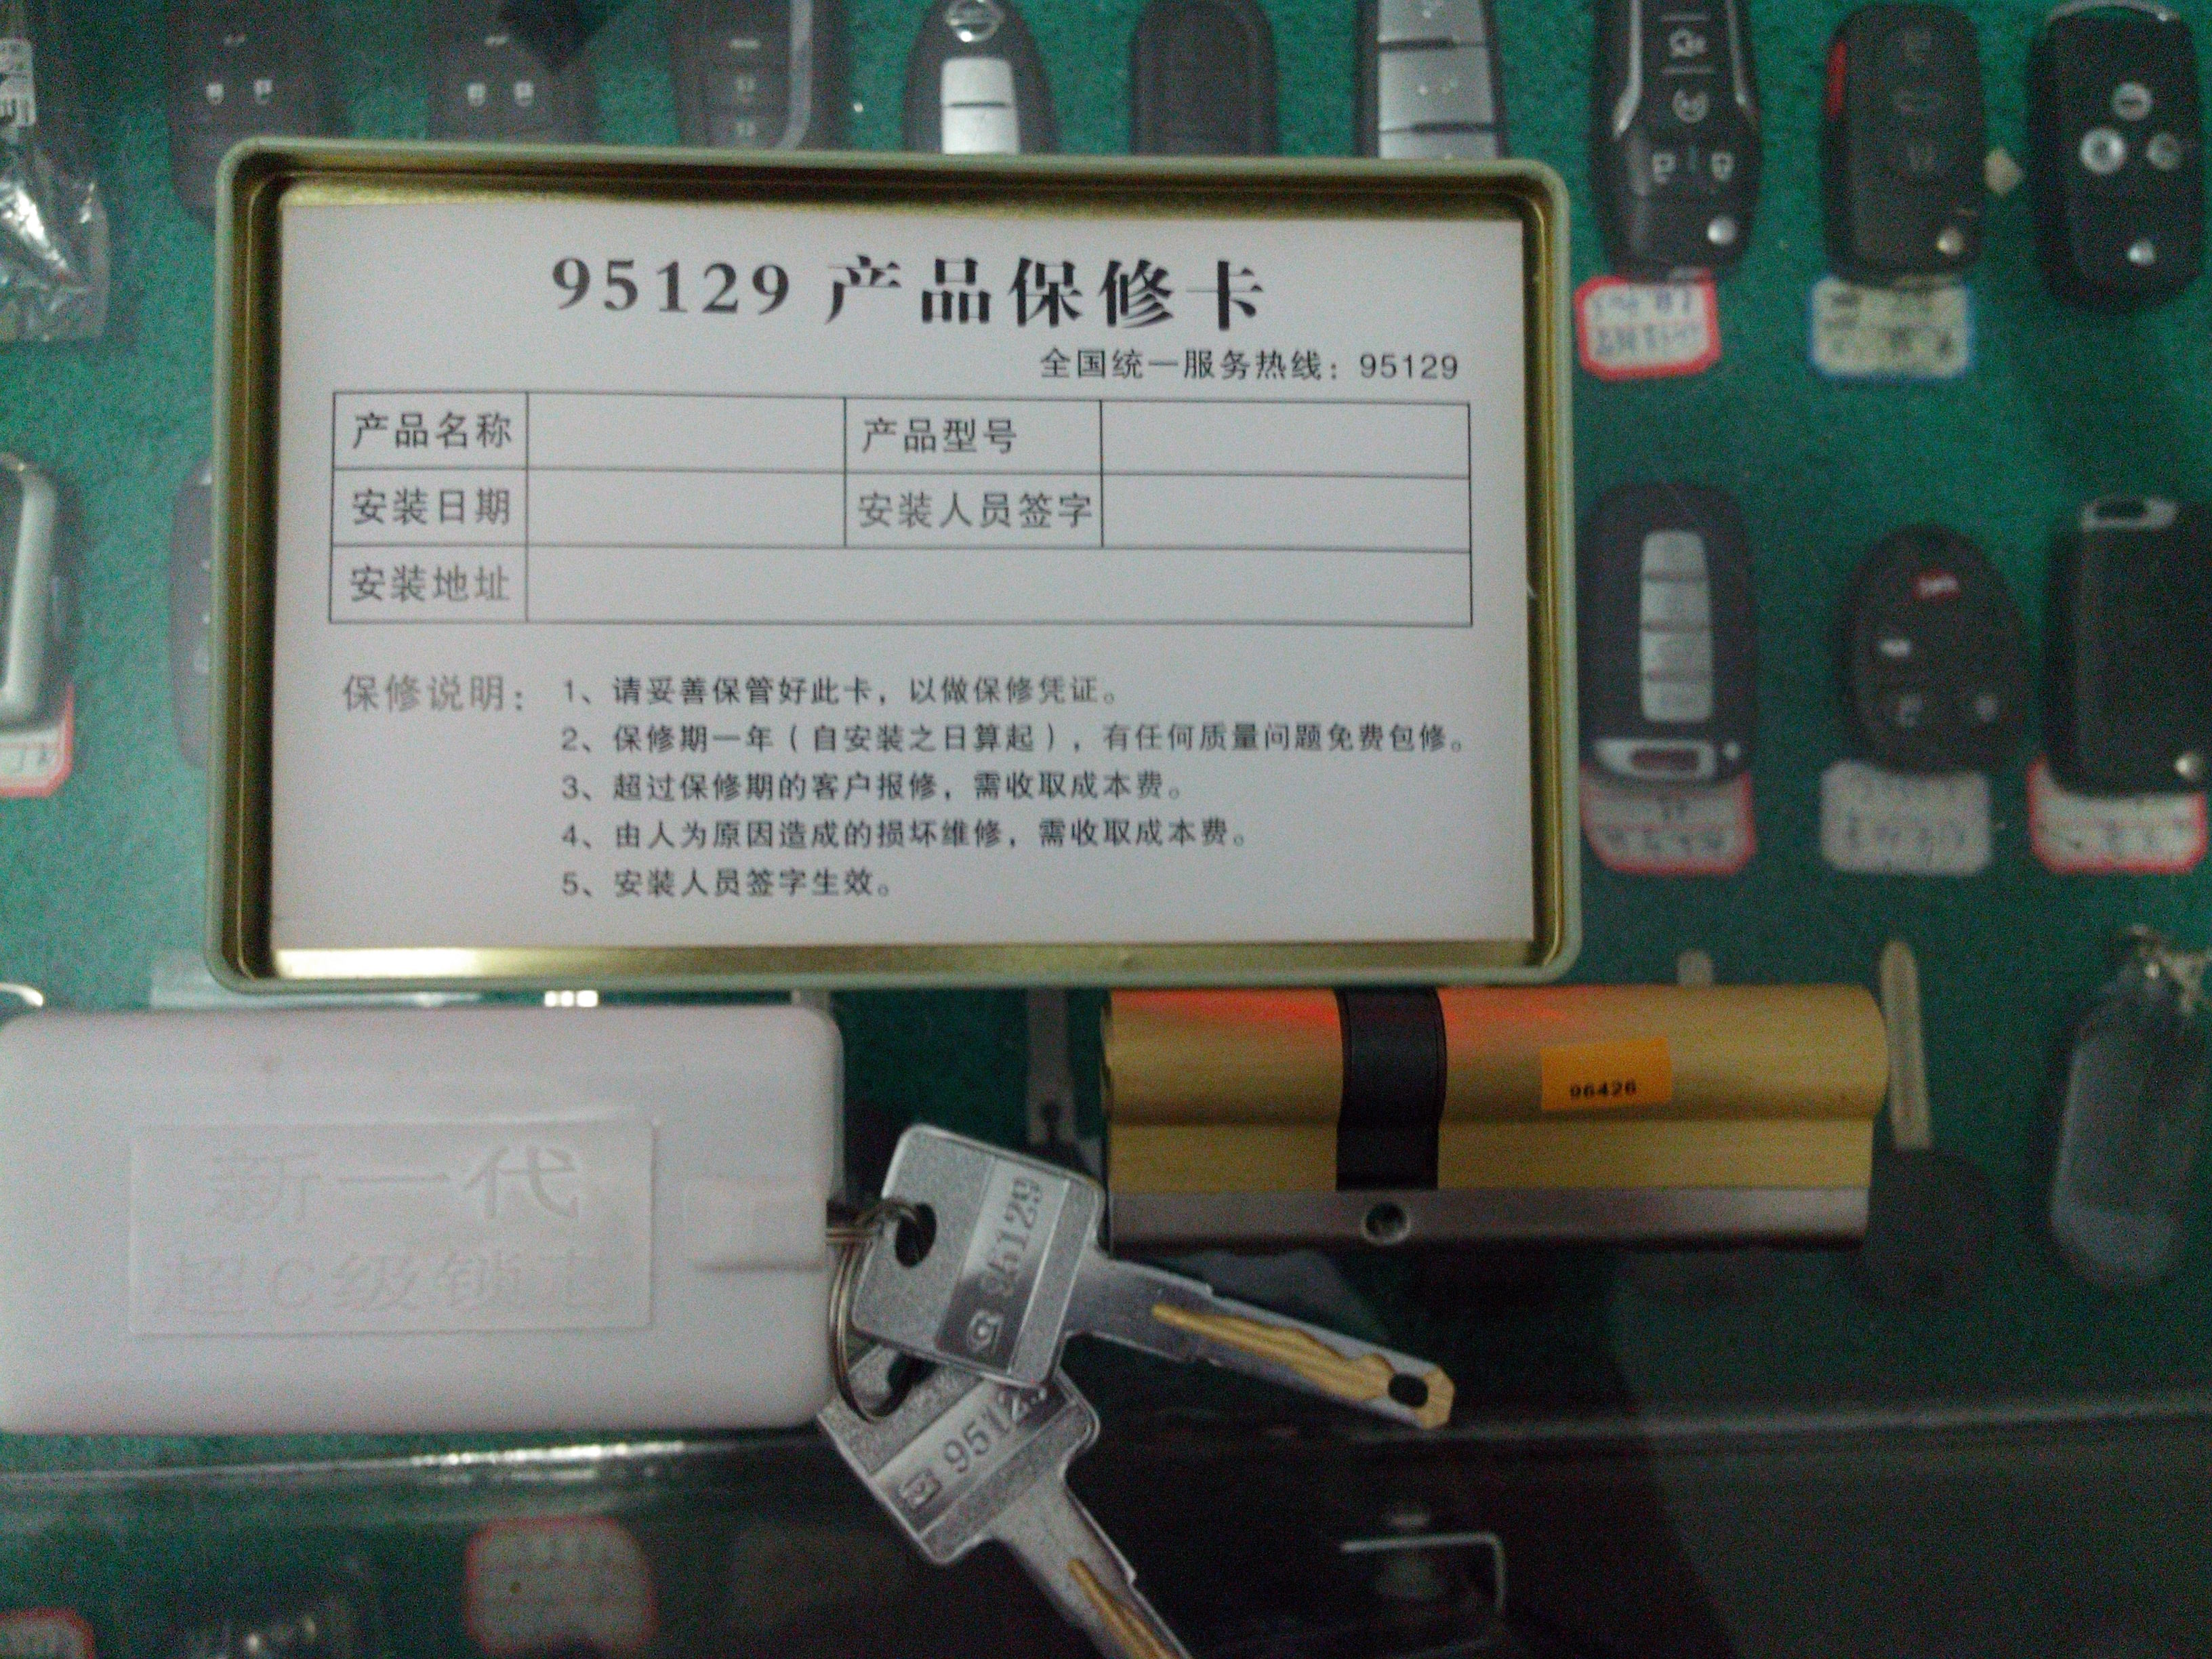 95129 产品保修卡
全国统一服务热线：95129
产品名称
产品型号
安装日期
安装人员签字
安装地址
保修说明：
1、请妥善保管好此卡，以做保修凭证。
2、保修期一年（自安装之日算起），有任何质量问题免费包修。
3、超过保修期的客户报修，需收取成本费。
4、由人为原因造成的损坏维修，需收取成本费。
5、安装人员签字生效。
96426
新一代
超C级锁芯
95129
9512